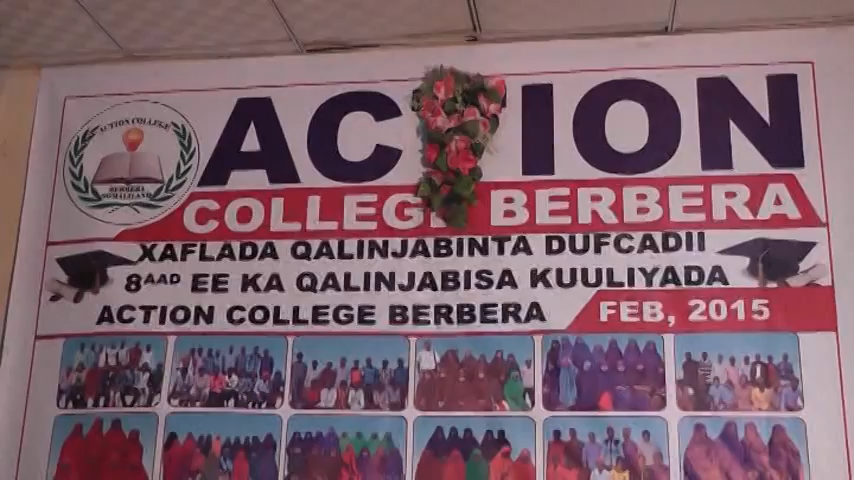 ACTION COLLEGE
BERBERA
SOMALILAND
ACTION
COLLEGE BERBERA
XAFLADA QALINJABINTA DUFCADII
8AAD EE KA QALINJABISA KUULIYADA
ACTION COLLEGE BERBERA
FEB, 2015